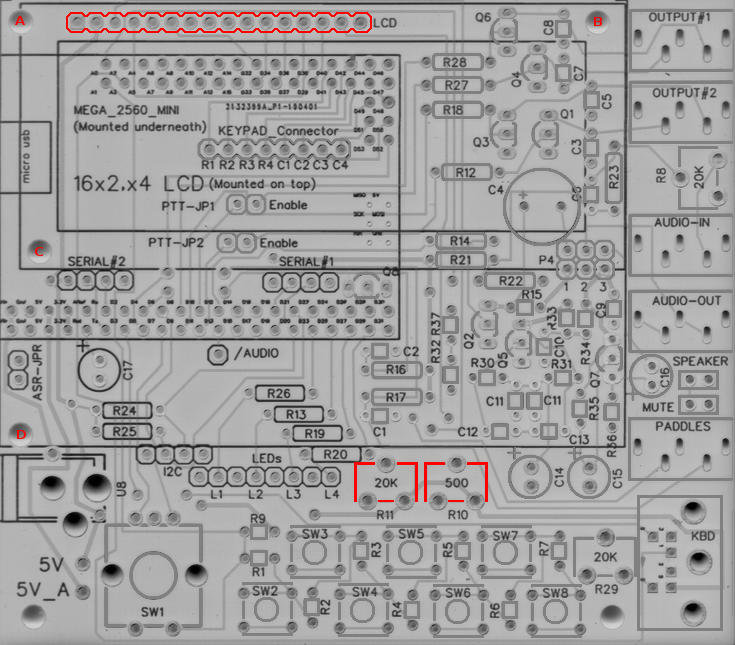 A
LCD
Q6
C8
B
OUTPUT#1
R28
Q4
C7
R27
MEGA_2560_MINI
R18
C5
OUTPUT#2
(Mounted underneath)
KEYPAD_Connector
Q3
Q1
C3
micro usb
R1 R2 R3 R4 C1 C2 C3 C4
R12
C4
R23
R8
20K
16x2.x4 LCD (Mounted on top)
PTT-JP1
Enable
AUDIO-IN
PTT-JP2
Enable
R14
C
R21
P4
SERIAL#2
SERIAL#1
R22
1 2 3
R15
C9
AUDIO-OUT
R37
Q2
R33
/AUDIO
C2
R32
Q5
C10
R34
ASR-JPR
C17
R16
R30
R31
Q7
C16
SPEAKER
R26
R17
C11
C11
R35
MUTE
R24
R13
C1
R25
R19
C12
C13
R36
PADDLES
D
I2C
LEDs
R20
U8
L1 L2 L3 L4
20K
500
C14
C15
R11
R10
R9
SW3
R3
SW5
R5
SW7
R7
KBD
5V
R1
20K
5V_A
SW1
SW2
R2
SW4
R4
SW6
R6
SW8
R29